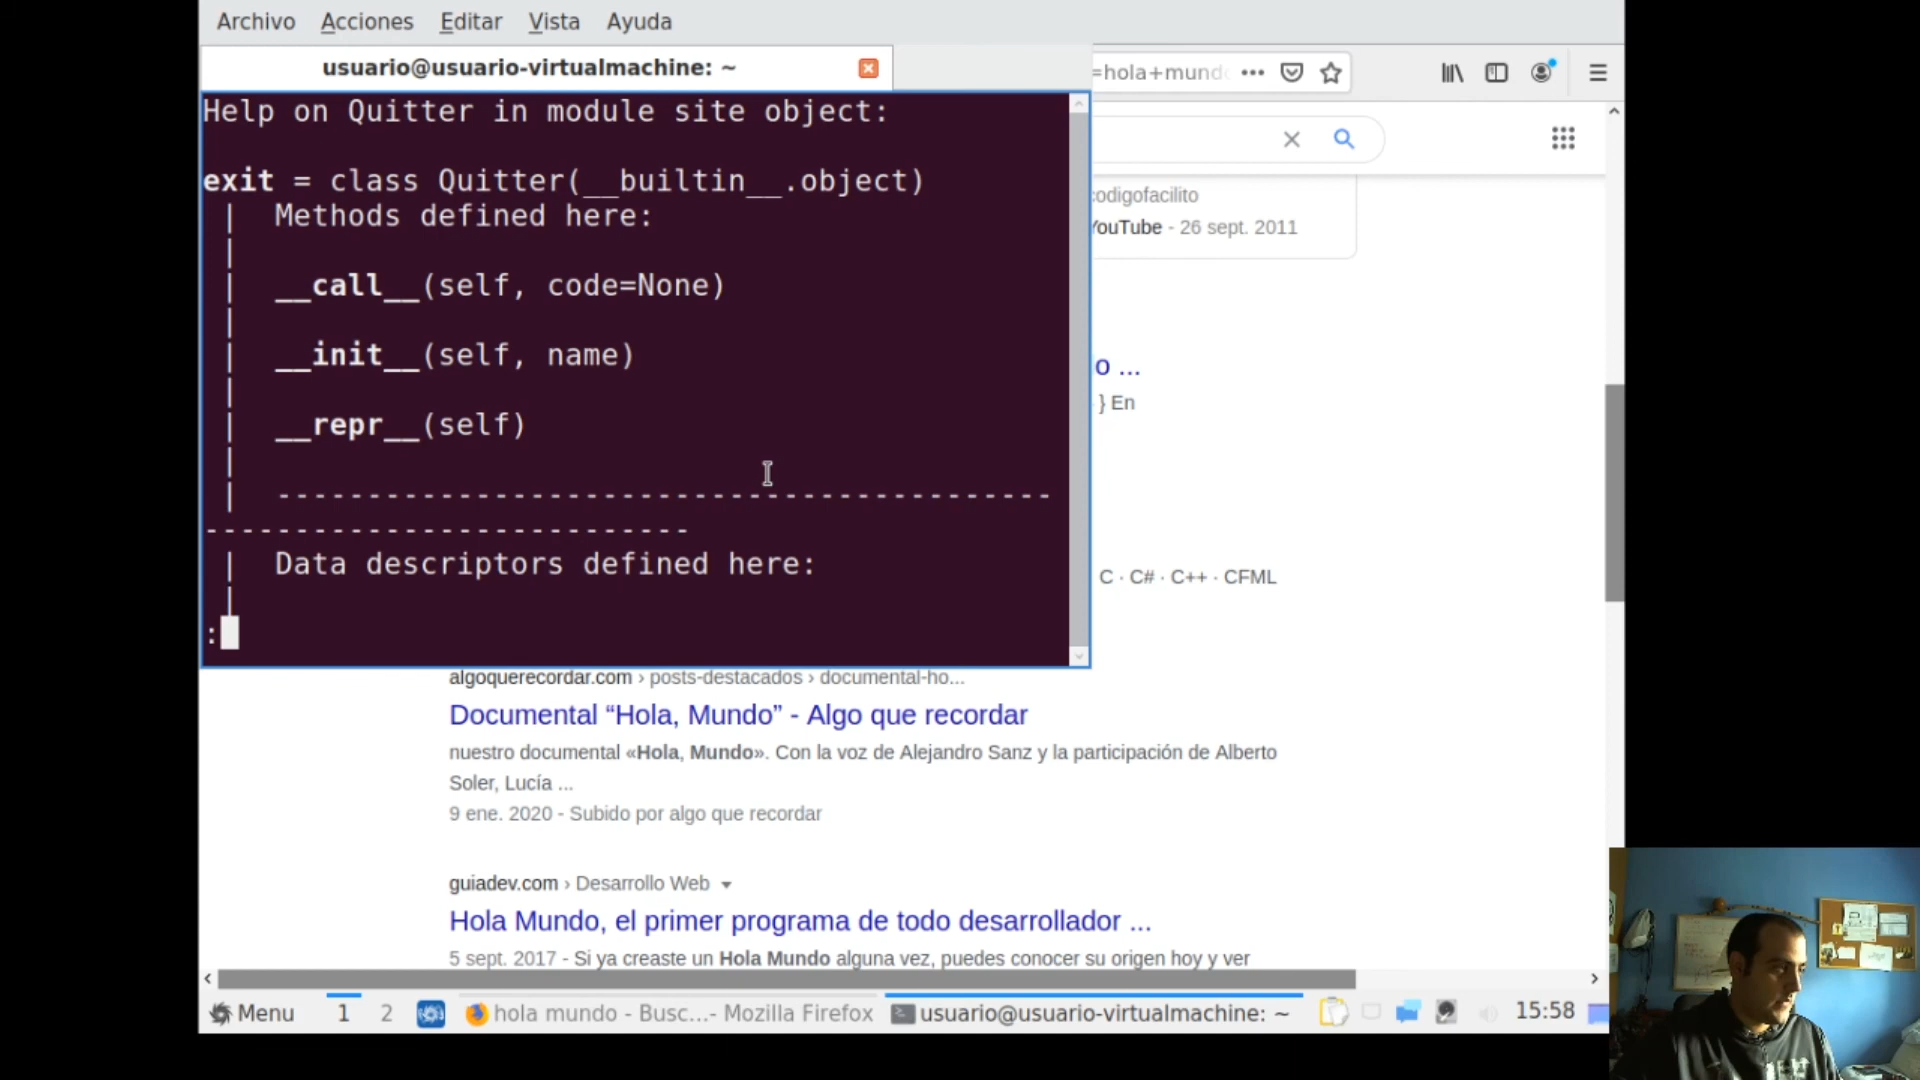 Archivo Acciones Editar Vista Ayuda
usuario@usuario-virtualmachine: ~
=hola+mund
Help on Quitter in module site object:
exit = class Quitter(__builtin__.object)
| Methods defined here:
|
| __call__(self, code=None)
|
| __init__(self, name)
|
| __repr__(self)
|
| -------------------------------------------
---------------------------
| Data descriptors defined here:
|
:
codigofacilito
YouTube - 26 sept. 2011
o ...
} En
C · C# · C++ · CFML
algoquerecordar.com › posts-destacados › documental-ho...
Documental “Hola, Mundo” - Algo que recordar
nuestro documental «Hola, Mundo». Con la voz de Alejandro Sanz y la participación de Alberto
Soler, Lucía ...
9 ene. 2020 - Subido por algo que recordar
guiadev.com › Desarrollo Web
Hola Mundo, el primer programa de todo desarrollador ...
5 sept. 2017 - Si ya creaste un Hola Mundo alguna vez, puedes conocer su origen hoy y ver
Menu 1 2 hola mundo - Busc...- Mozilla Firefox usuario@usuario-virtualmachine: ~ 15:58